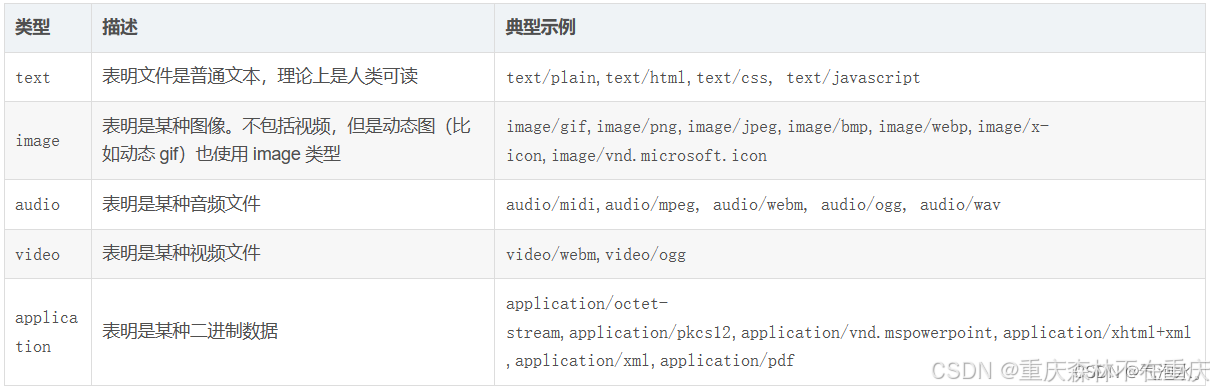 类型 描述 典型示例
text 表明文件是普通文本，理论上是人类可读 text/plain,text/html,text/css, text/javascript
image 表明是某种图像。不包括视频，但是动态图（比
如动态 gif）也使用 image 类型
image/gif,image/png,image/jpeg,image/bmp,image/webp,image/x-
icon,image/vnd.microsoft.icon
audio 表明是某种音频文件 audio/midi,audio/mpeg, audio/webm, audio/ogg, audio/wav
video 表明是某种视频文件 video/webm,video/ogg
applica
tion
表明是某种二进制数据
application/octet-
stream,application/pkcs12,application/vnd.mspowerpoint,application/xhtml+xml
,application/xml,application/pdf
CSDN @重庆森林不在重庆